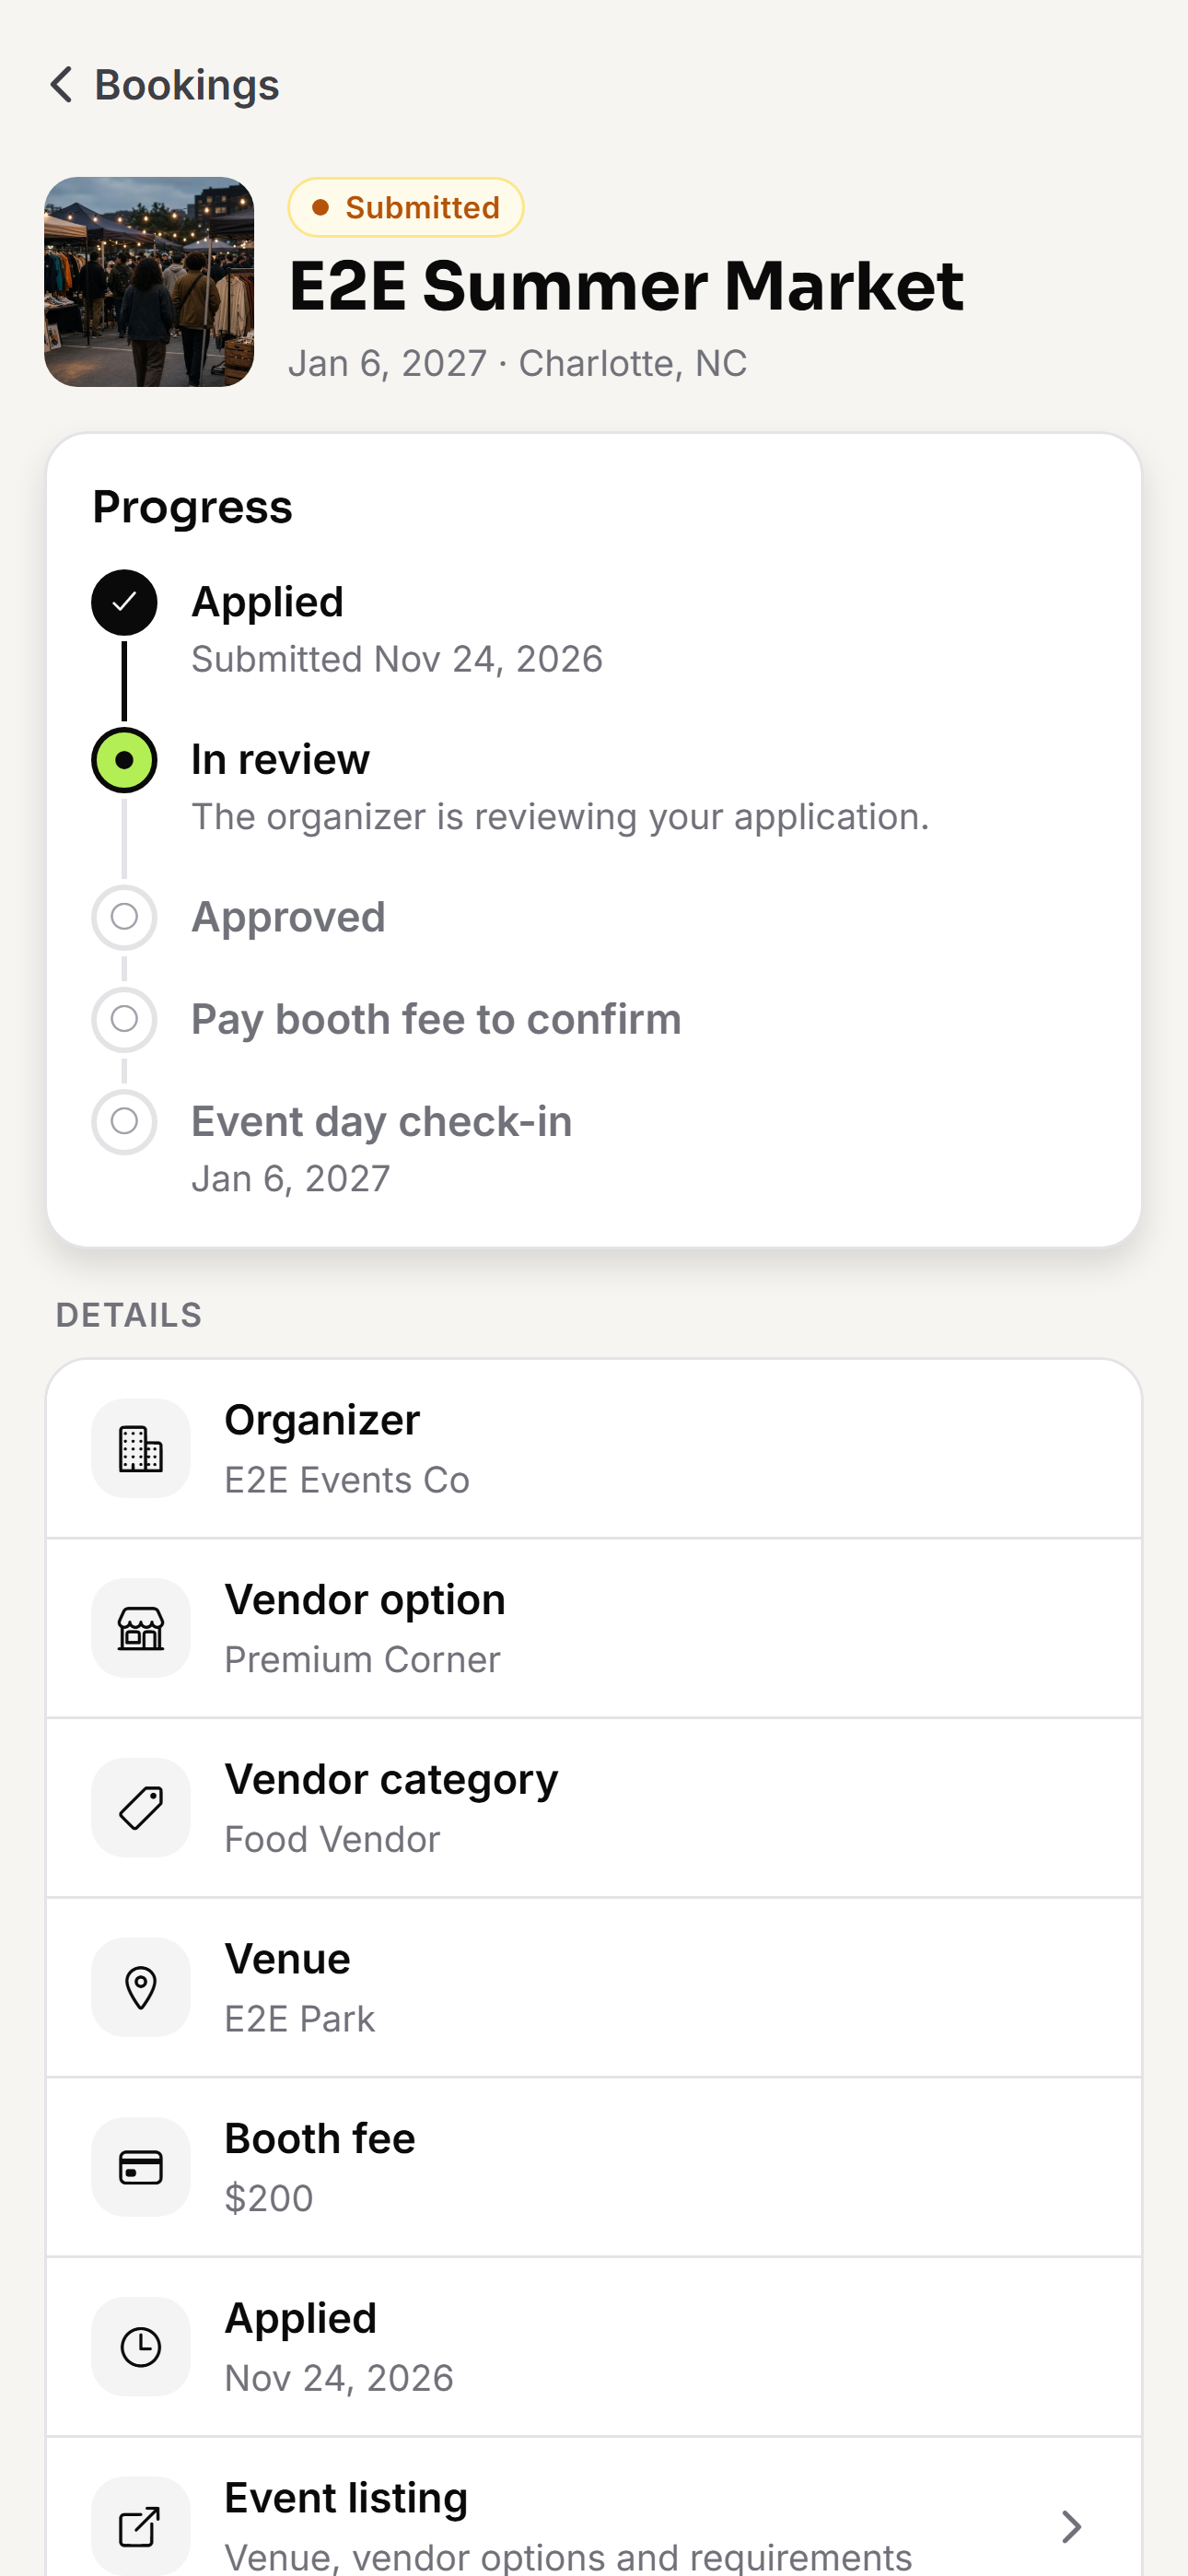 Bookings
Submitted
E2E Summer Market
Jan 6, 2027 · Charlotte, NC
Progress
Applied
Submitted Nov 24, 2026
In review
The organizer is reviewing your application.
Approved
Pay booth fee to confirm
Event day check-in
Jan 6, 2027
DETAILS
Organizer
E2E Events Co
Vendor option
Premium Corner
Vendor category
Food Vendor
Venue
E2E Park
Booth fee
$200
Applied
Nov 24, 2026
Event listing
Venue, vendor options and requirements